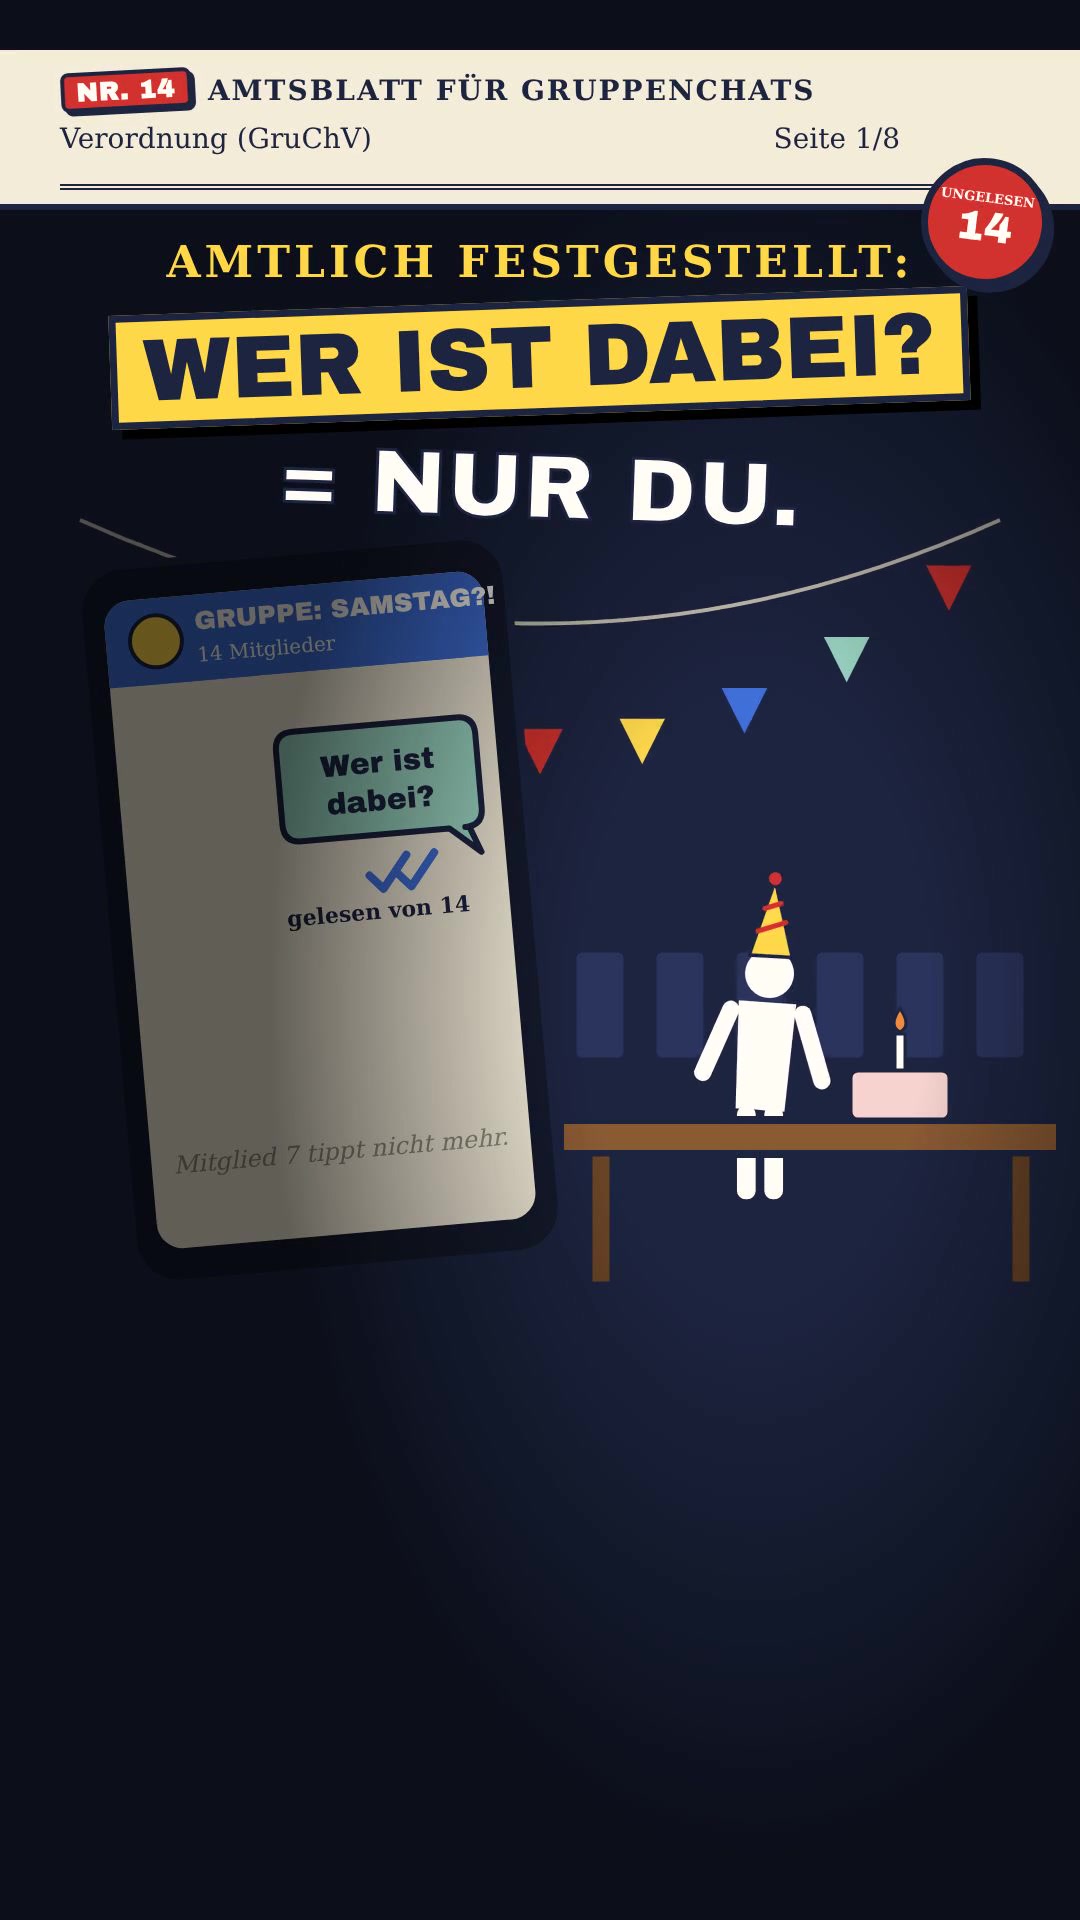 NR. 14 AMTSBLATT FÜR GRUPPENCHATS
Verordnung (GruChV) Seite 1/8
UNGELESEN
14
AMTLICH FESTGESTELLT:
WER IST DABEI?
= NUR DU.
GRUPPE: SAMSTAG?!
14 Mitglieder
Wer ist
dabei?
gelesen von 14
Mitglied 7 tippt nicht mehr.